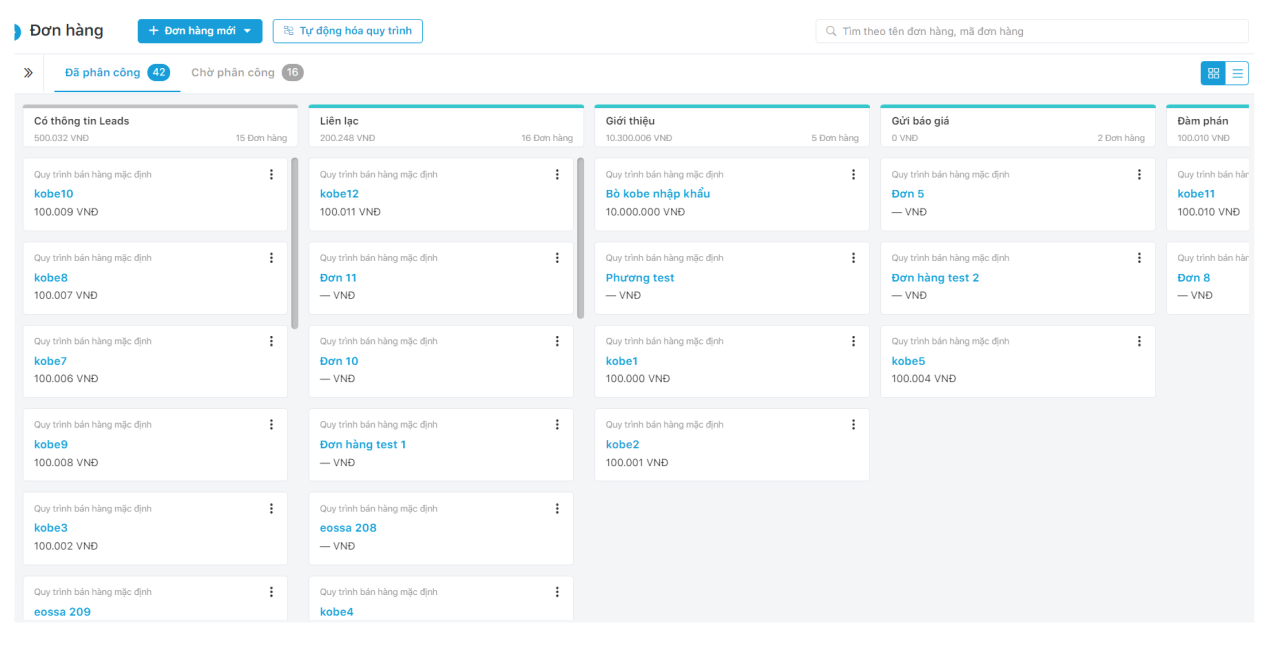 Đơn hàng
+ Đơn hàng mới
Tự động hóa quy trình
Tìm theo tên đơn hàng, mã đơn hàng
Đã phân công 42
Chờ phân công 16
Có thông tin Leads
500.032 VNĐ
15 Đơn hàng
Quy trình bán hàng mặc định
kobe10
100.009 VNĐ
Quy trình bán hàng mặc định
kobe8
100.007 VNĐ
Quy trình bán hàng mặc định
kobe7
100.006 VNĐ
Quy trình bán hàng mặc định
kobe9
100.008 VNĐ
Quy trình bán hàng mặc định
kobe3
100.002 VNĐ
Quy trình bán hàng mặc định
eossa 209
Liên lạc
200.248 VNĐ
16 Đơn hàng
Quy trình bán hàng mặc định
kobe12
100.011 VNĐ
Quy trình bán hàng mặc định
Đơn 11
— VNĐ
Quy trình bán hàng mặc định
Đơn 10
— VNĐ
Quy trình bán hàng mặc định
Đơn hàng test 1
— VNĐ
Quy trình bán hàng mặc định
eossa 208
— VNĐ
Quy trình bán hàng mặc định
kobe4
Giới thiệu
10.300.006 VNĐ
5 Đơn hàng
Quy trình bán hàng mặc định
Bò kobe nhập khẩu
10.000.000 VNĐ
Quy trình bán hàng mặc định
Phương test
— VNĐ
Quy trình bán hàng mặc định
kobe1
100.000 VNĐ
Quy trình bán hàng mặc định
kobe2
100.001 VNĐ
Gửi báo giá
0 VNĐ
2 Đơn hàng
Quy trình bán hàng mặc định
Đơn 5
— VNĐ
Quy trình bán hàng mặc định
Đơn hàng test 2
— VNĐ
Quy trình bán hàng mặc định
kobe5
100.004 VNĐ
Đàm phán
100.010 VNĐ
Quy trình bán hàn
kobe11
100.010 VNĐ
Quy trình bán hàn
Đơn 8
— VNĐ